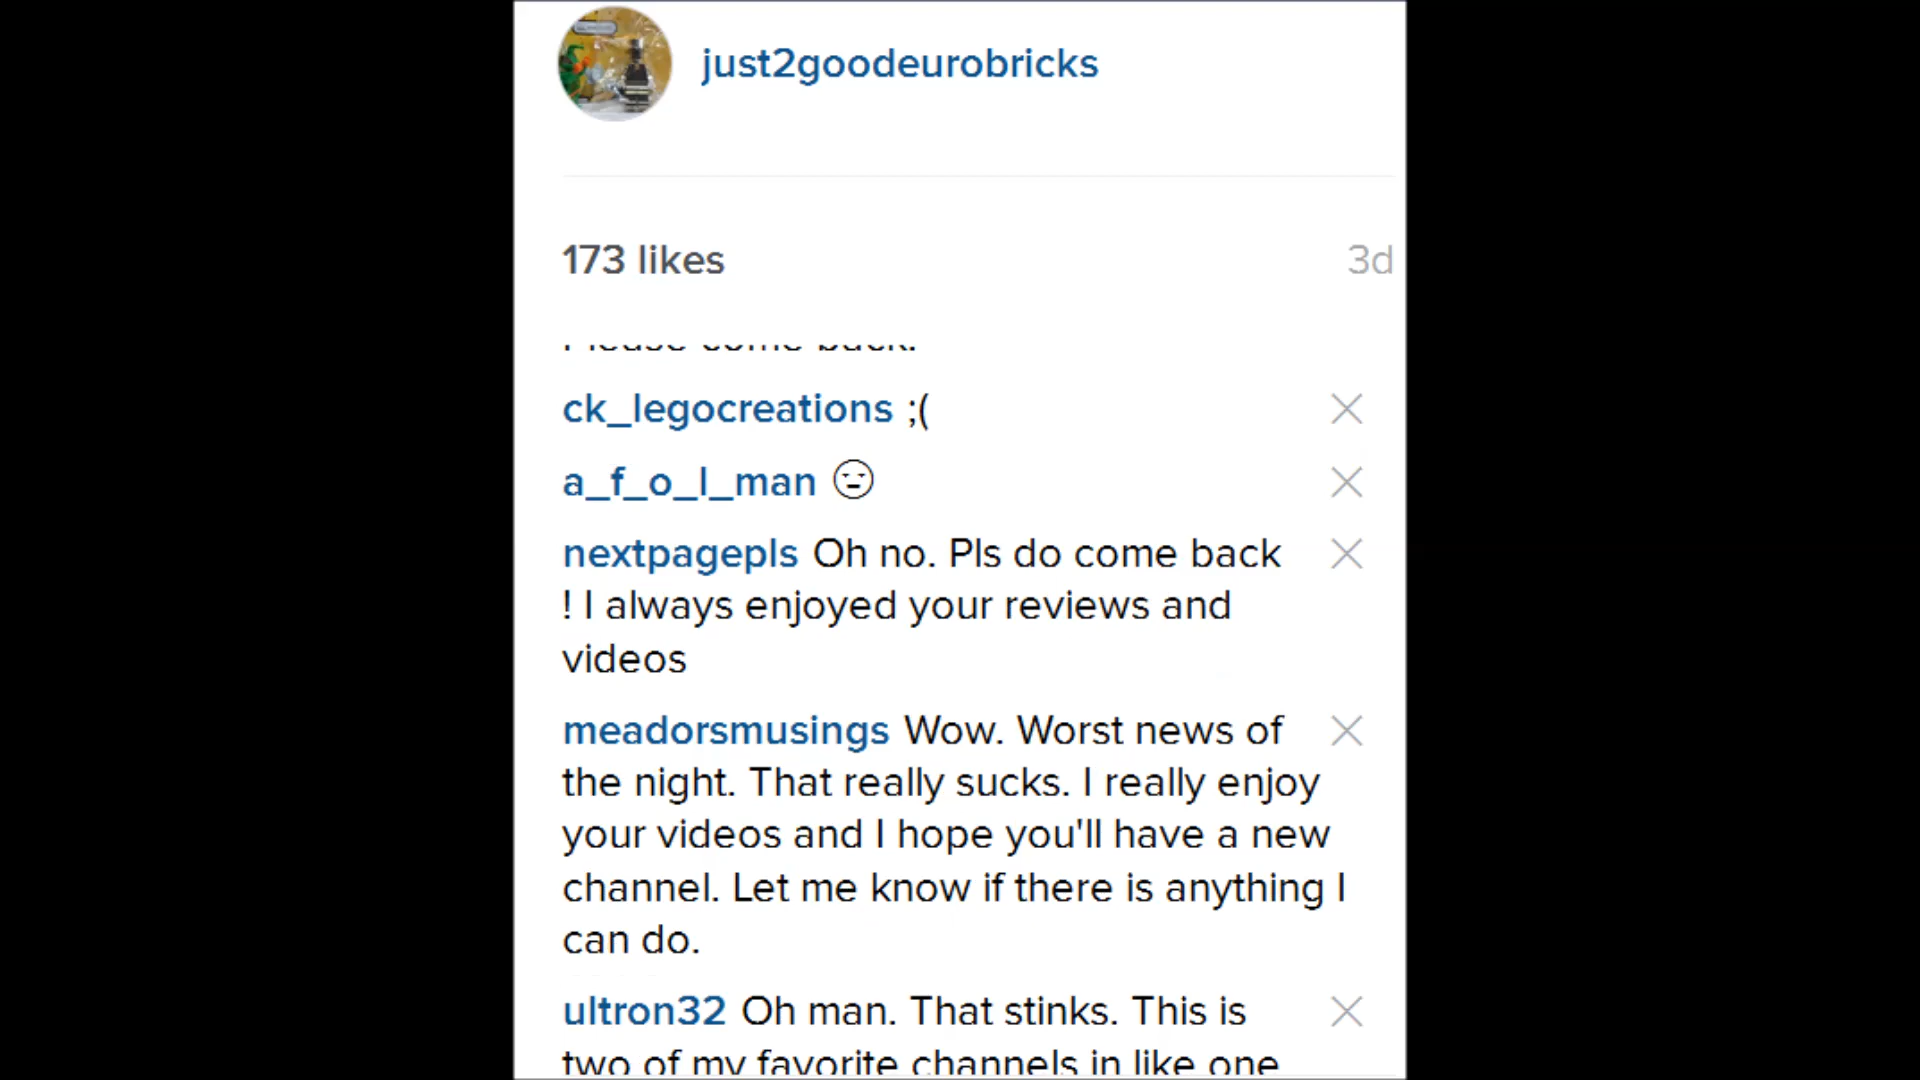 just2goodeurobricks
173 likes 3d
Please come back.
ck_legocreations ;(
a_f_o_l_man
nextpagepls Oh no. Pls do come back
! I always enjoyed your reviews and
videos
meadorsmusings Wow. Worst news of
the night. That really sucks. I really enjoy
your videos and I hope you'll have a new
channel. Let me know if there is anything I
can do.
ultron32 Oh man. That stinks. This is
two of my favorite channels in like one